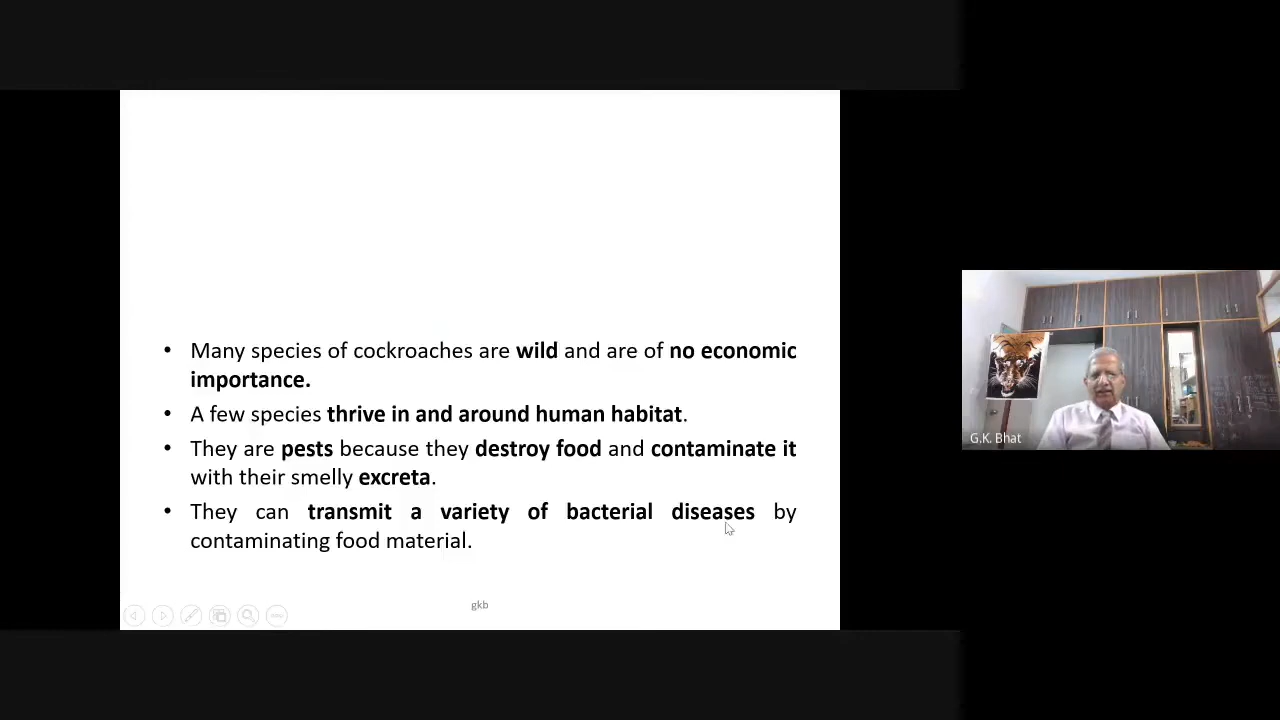 Many species of cockroaches are wild and are of no economic
importance.
A few species thrive in and around human habitat.
They are pests because they destroy food and contaminate it
with their smelly excreta.
They can transmit a variety of bacterial diseases by
contaminating food material.
gkb
G.K. Bhat